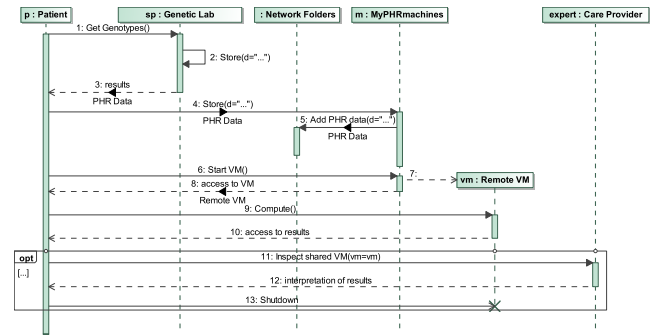 p : Patient
sp : Genetic Lab
: Network Folders
m : MyPHRmachines
expert : Care Provider
1: Get Genotypes()
2: Store(d="...")
3: results
PHR Data
4: Store(d="...")
PHR Data
5: Add PHR data(d="...")
PHR Data
6: Start VM()
7:
vm : Remote VM
8: access to VM
Remote VM
9: Compute()
10: access to results
opt
11: Inspect shared VM(vm=vm)
[...]
12: interpretation of results
13: Shutdown